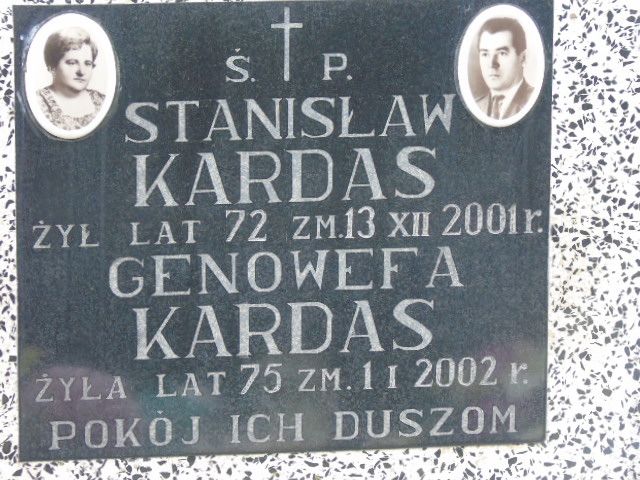 Ś. P.
STANISŁAW
KARDAS
ŻYŁ LAT 72 ZM. 13 XII 2001 r.
GENOWEFA
KARDAS
ŻYŁA LAT 75 ZM. 1 I 2002 r.
POKÓJ ICH DUSZOM